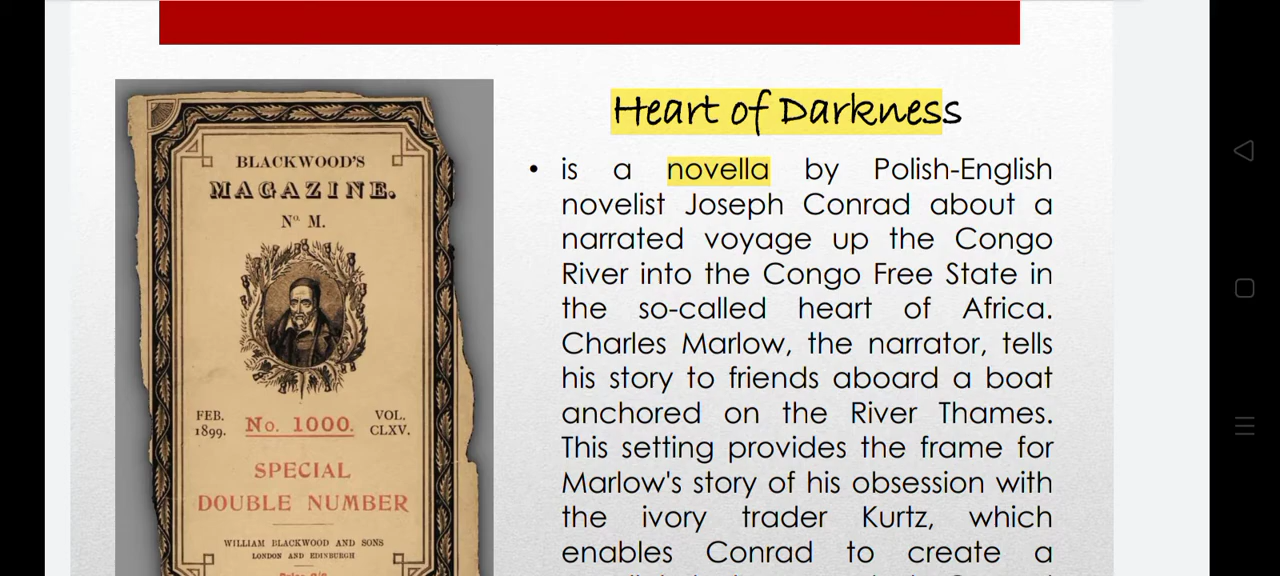 BLACKWOOD'S
MAGAZINE.
No. M.
FEB.
1899.
No. 1000.
VOL.
CLXV.
SPECIAL
DOUBLE NUMBER
WILLIAM BLACKWOOD AND SONS
LONDON AND EDINBURGH
Heart of Darkness
• is a novella by Polish-English
novelist Joseph Conrad about a
narrated voyage up the Congo
River into the Congo Free State in
the so-called heart of Africa.
Charles Marlow, the narrator, tells
his story to friends aboard a boat
anchored on the River Thames.
This setting provides the frame for
Marlow's story of his obsession with
the ivory trader Kurtz, which
enables Conrad to create a